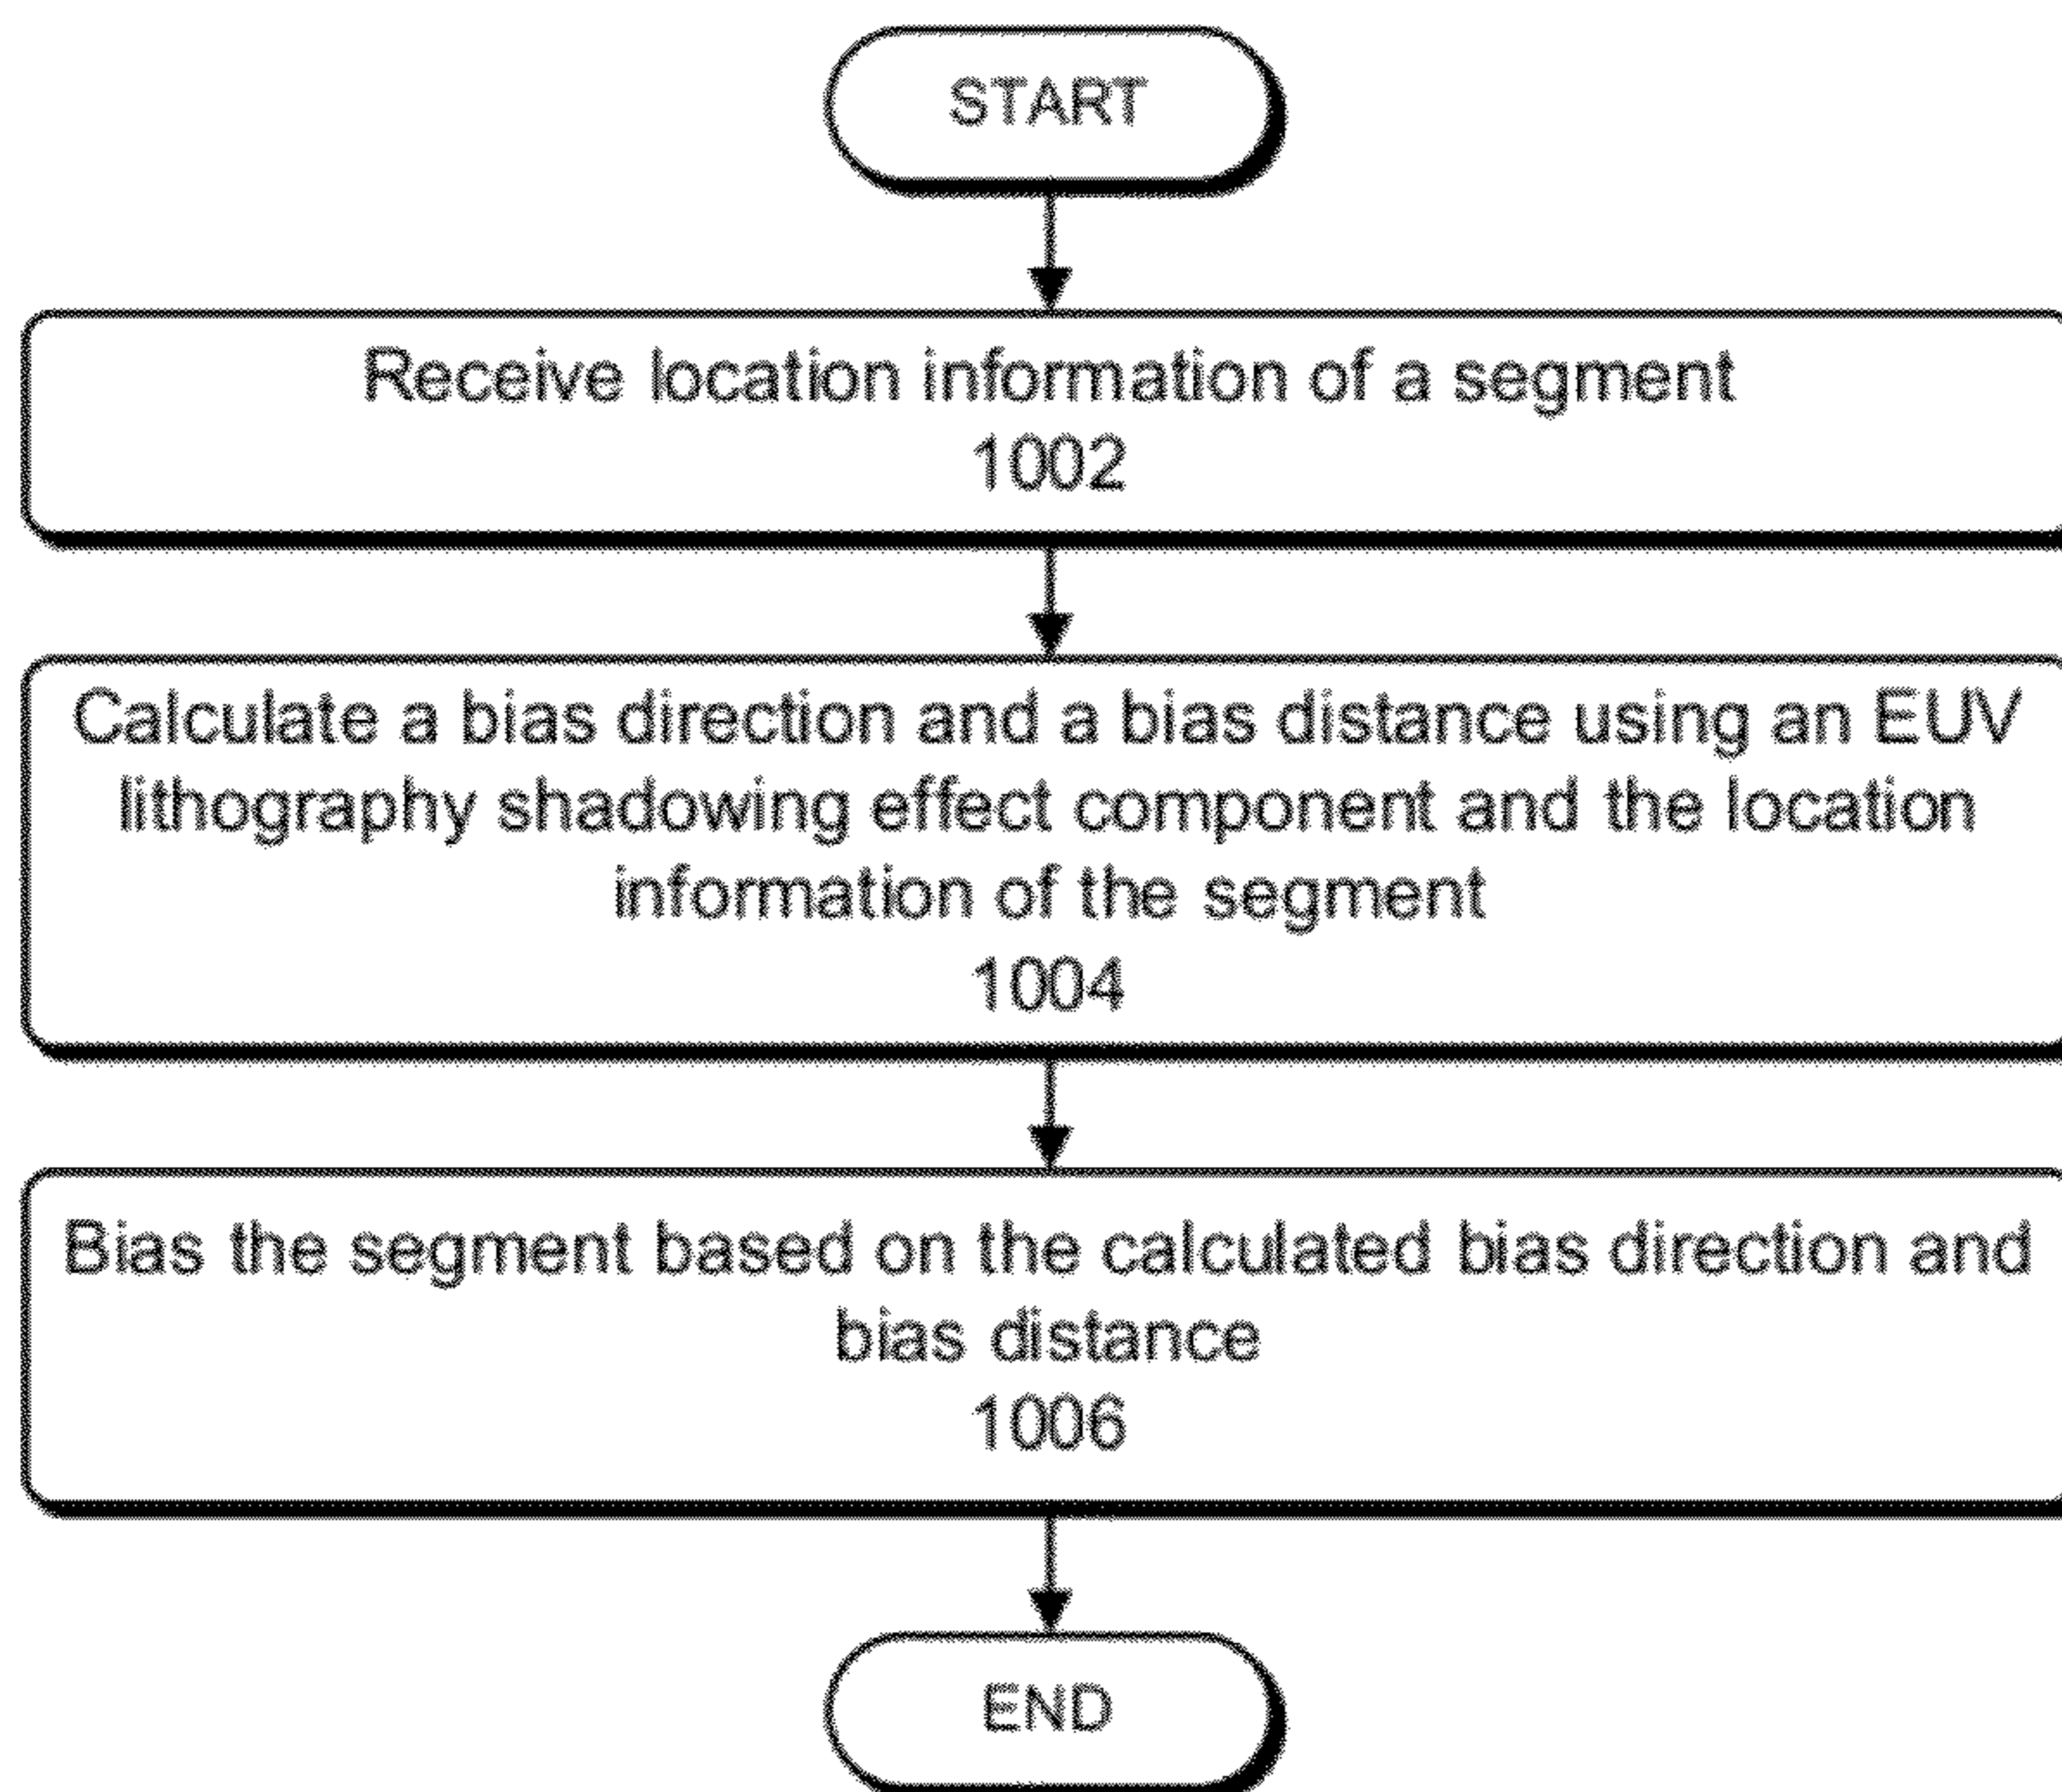 START
Receive location information of a segment
1002
Calculate a bias direction and a bias distance using an EUV
lithography shadowing effect component and the location
information of the segment
1004
Bias the segment based on the calculated bias direction and
bias distance
1006
END